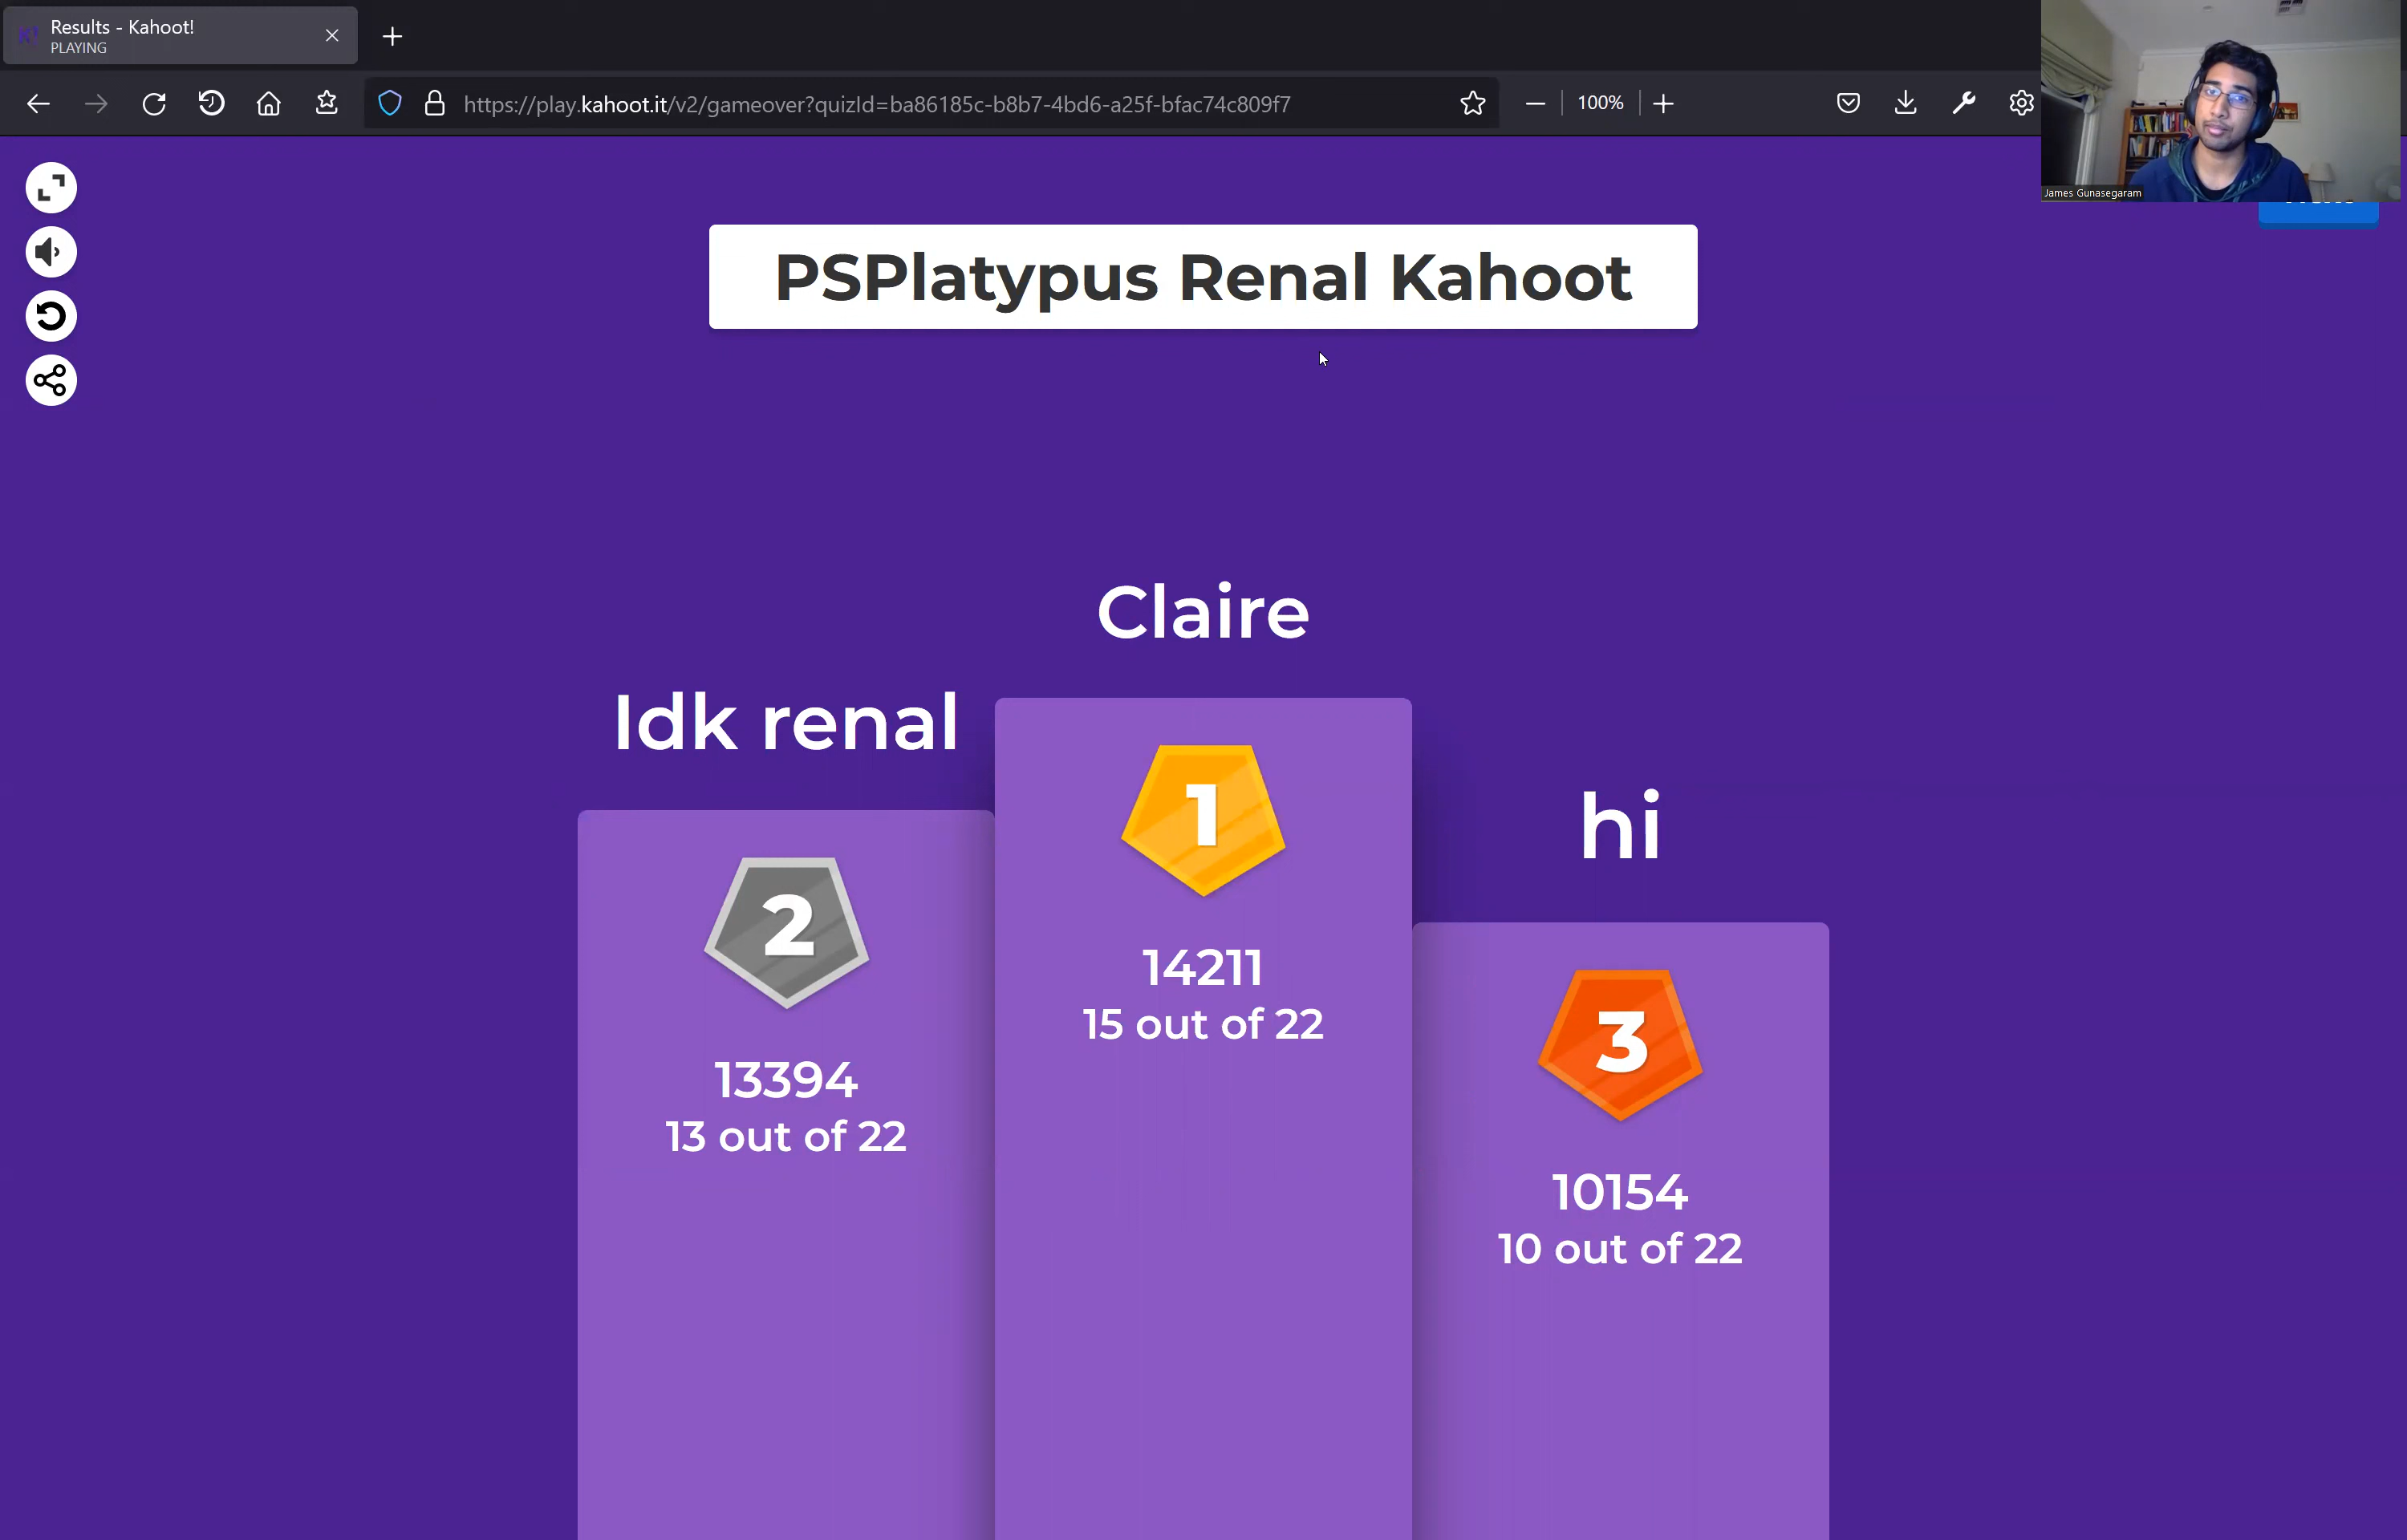 Results - Kahoot!
PLAYING
https://play.kahoot.it/v2/gameover?quizId=ba86185c-b8b7-4bd6-a25f-bfac74c809f7
100%
James Gunasegaram
PSPlatypus Renal Kahoot
Claire
Idk renal
hi
1
14211
15 out of 22
2
13394
13 out of 22
3
10154
10 out of 22